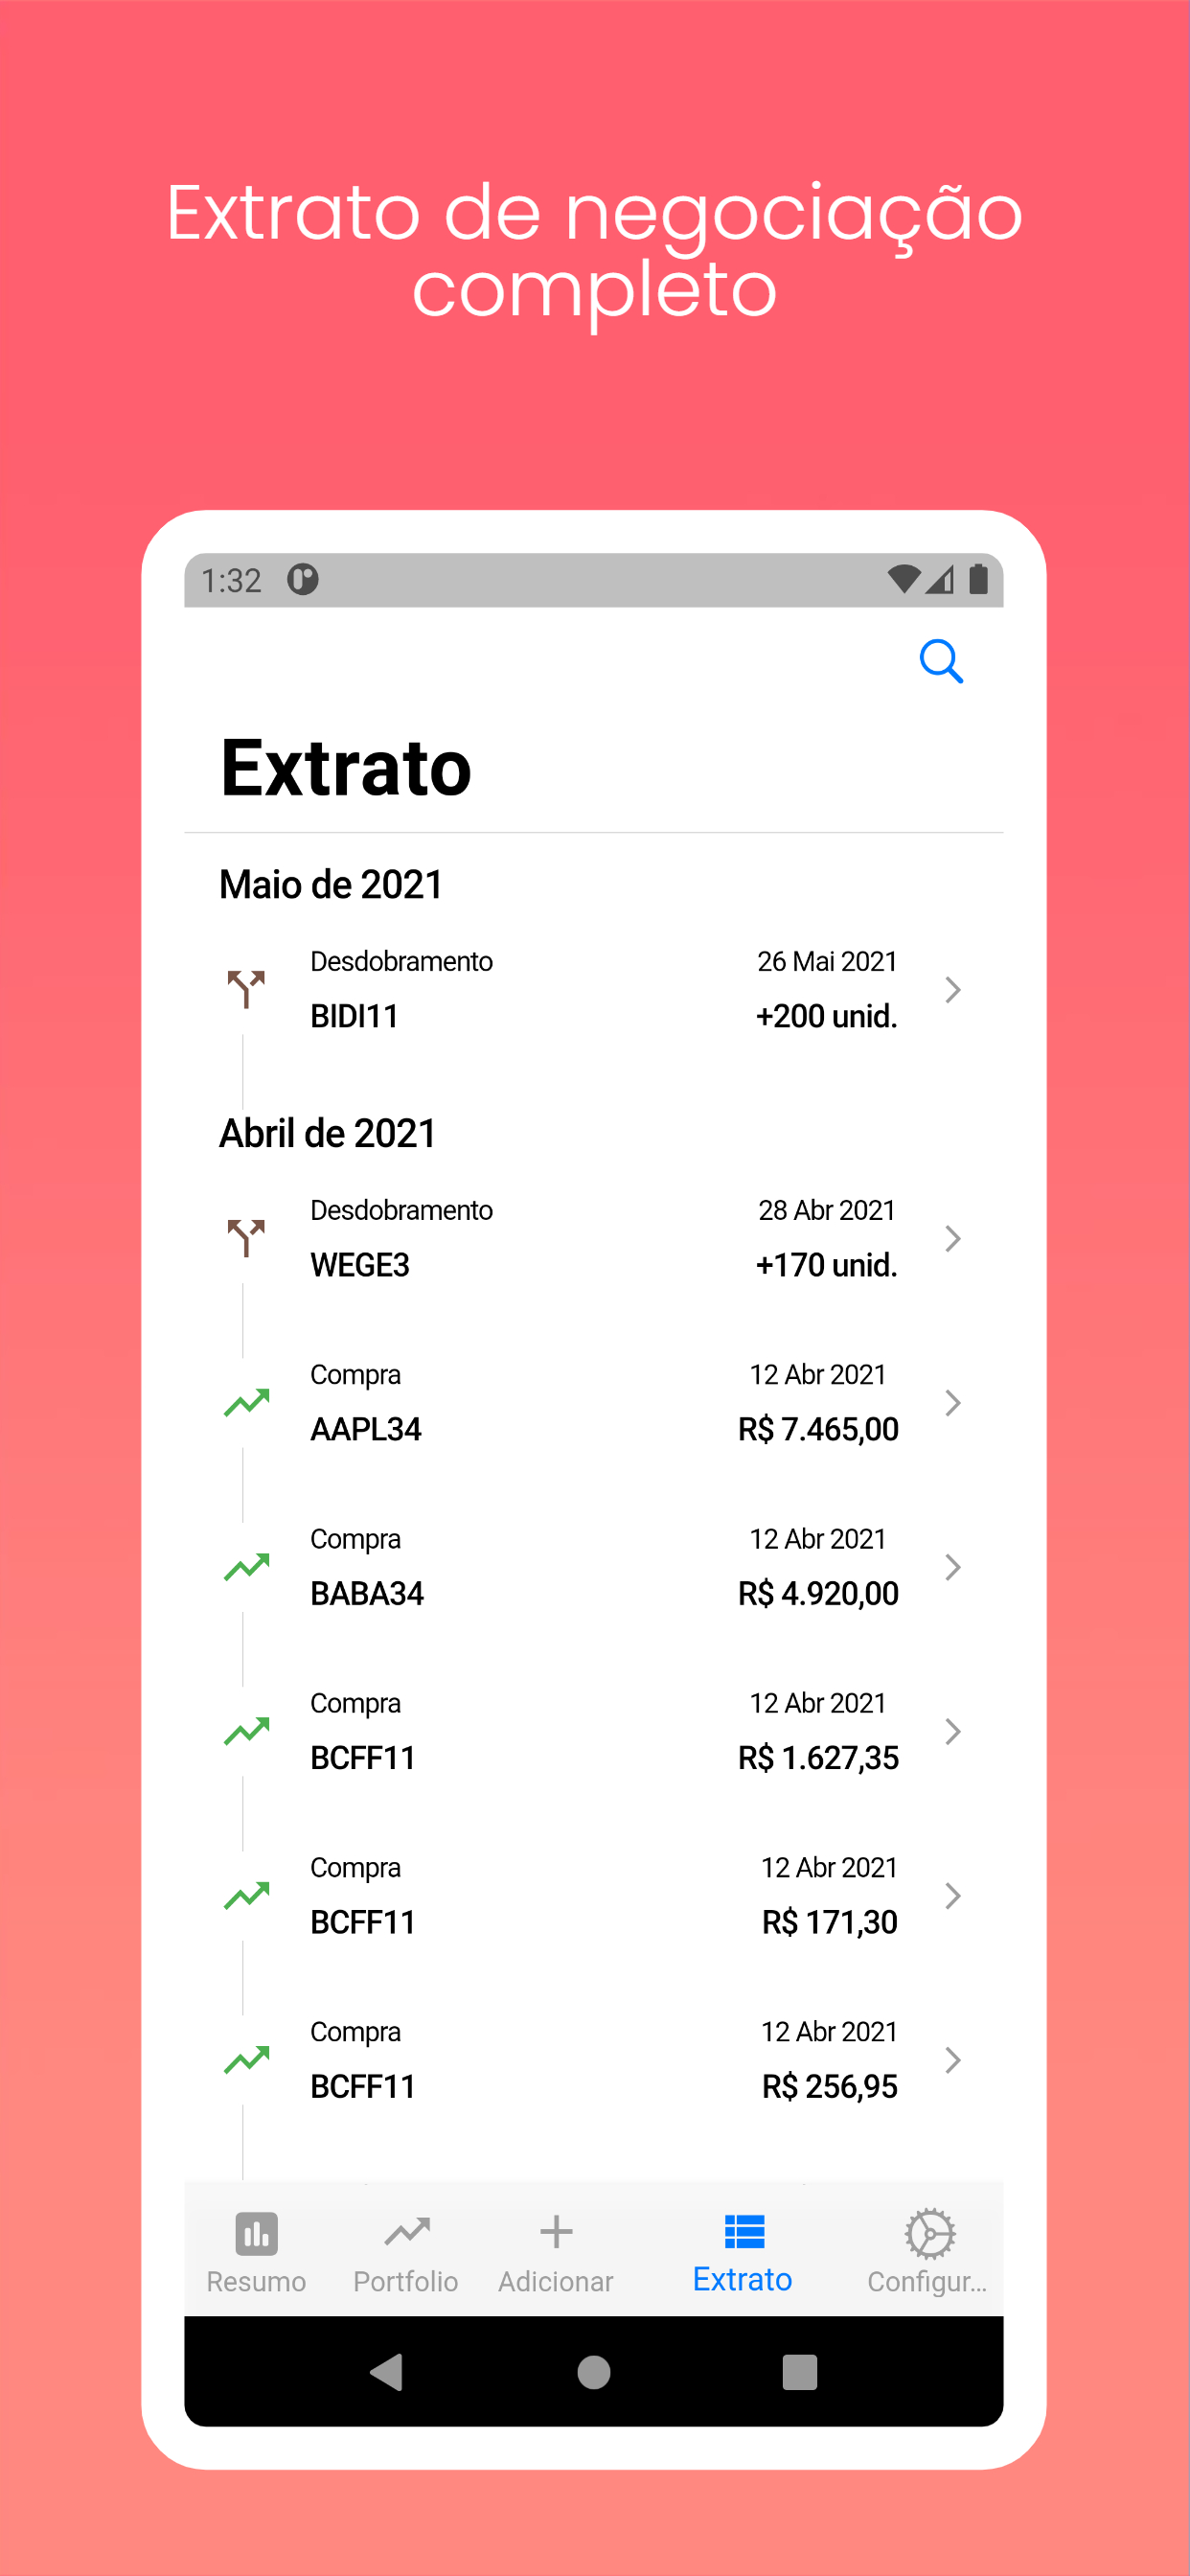 Extrato de negociação
completo
1:32
Extrato
Maio de 2021
Desdobramento 26 Mai 2021
BIDI11 +200 unid.
Abril de 2021
Desdobramento 28 Abr 2021
WEGE3 +170 unid.
Compra 12 Abr 2021
AAPL34 R$ 7.465,00
Compra 12 Abr 2021
BABA34 R$ 4.920,00
Compra 12 Abr 2021
BCFF11 R$ 1.627,35
Compra 12 Abr 2021
BCFF11 R$ 171,30
Compra 12 Abr 2021
BCFF11 R$ 256,95
Resumo Portfolio Adicionar Extrato Configur...